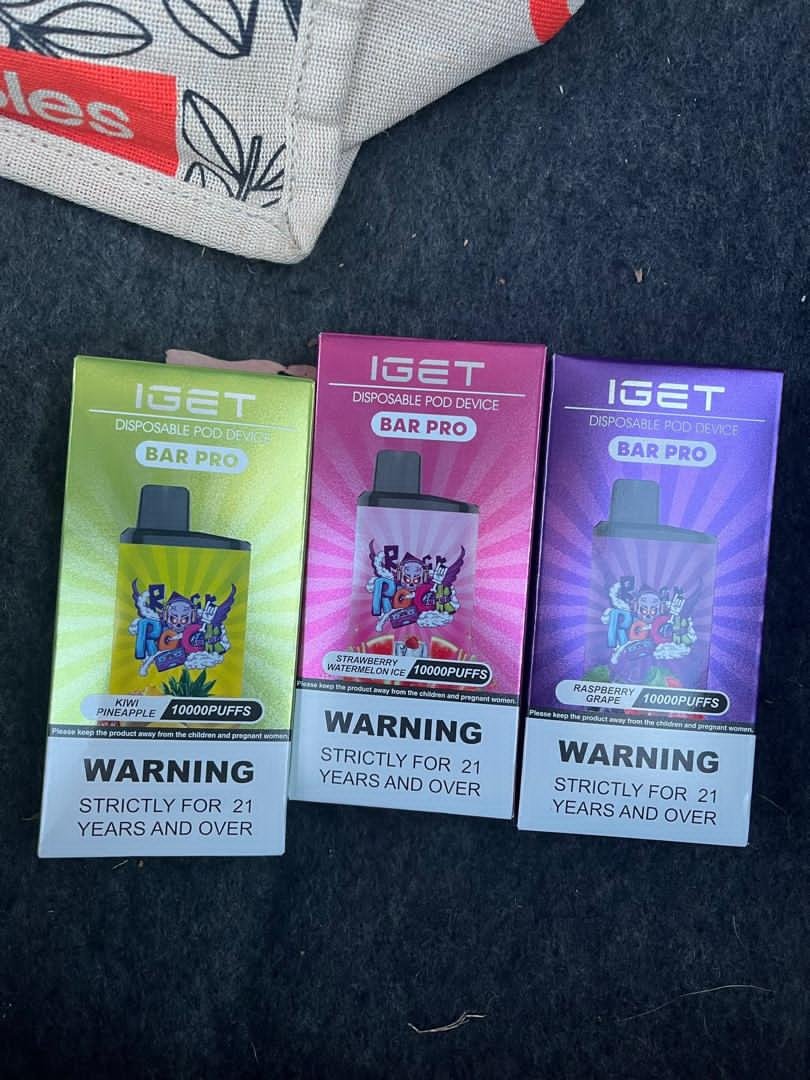 les
IGET
DISPOSABLE POD DEVICE
BAR PRO
ROCK
KIWI
PINEAPPLE
10000PUFFS
Please keep the product away from the children and pregnant women.
WARNING
STRICTLY FOR 21
YEARS AND OVER
IGET
DISPOSABLE POD DEVICE
BAR PRO
ROCK
STRAWBERRY
WATERMELON ICE
10000PUFFS
Please keep the product away from the children and pregnant women.
WARNING
STRICTLY FOR 21
YEARS AND OVER
IGET
DISPOSABLE POD DEVICE
BAR PRO
ROCK
RASPBERRY
GRAPE
10000PUFFS
Please keep the product away from the children and pregnant women.
WARNING
STRICTLY FOR 21
YEARS AND OVER